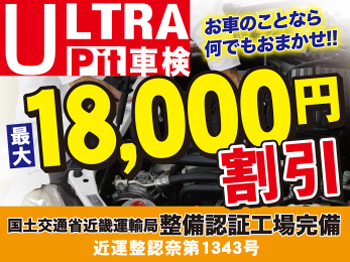 ULTRA
Pit車検
お車のことなら
何でもおまかせ!!
最大
18,000円
割引
国土交通省近畿運輸局 整備認証工場完備
近運整認奈第1343号